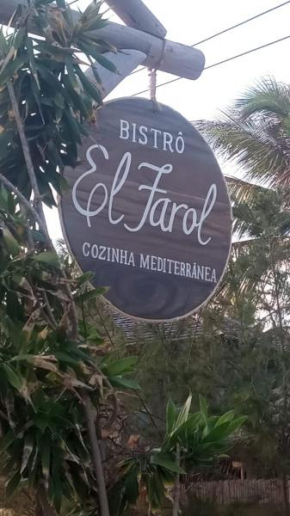 BISTRÔ
El Farol
COZINHA MEDITERRÂNEA